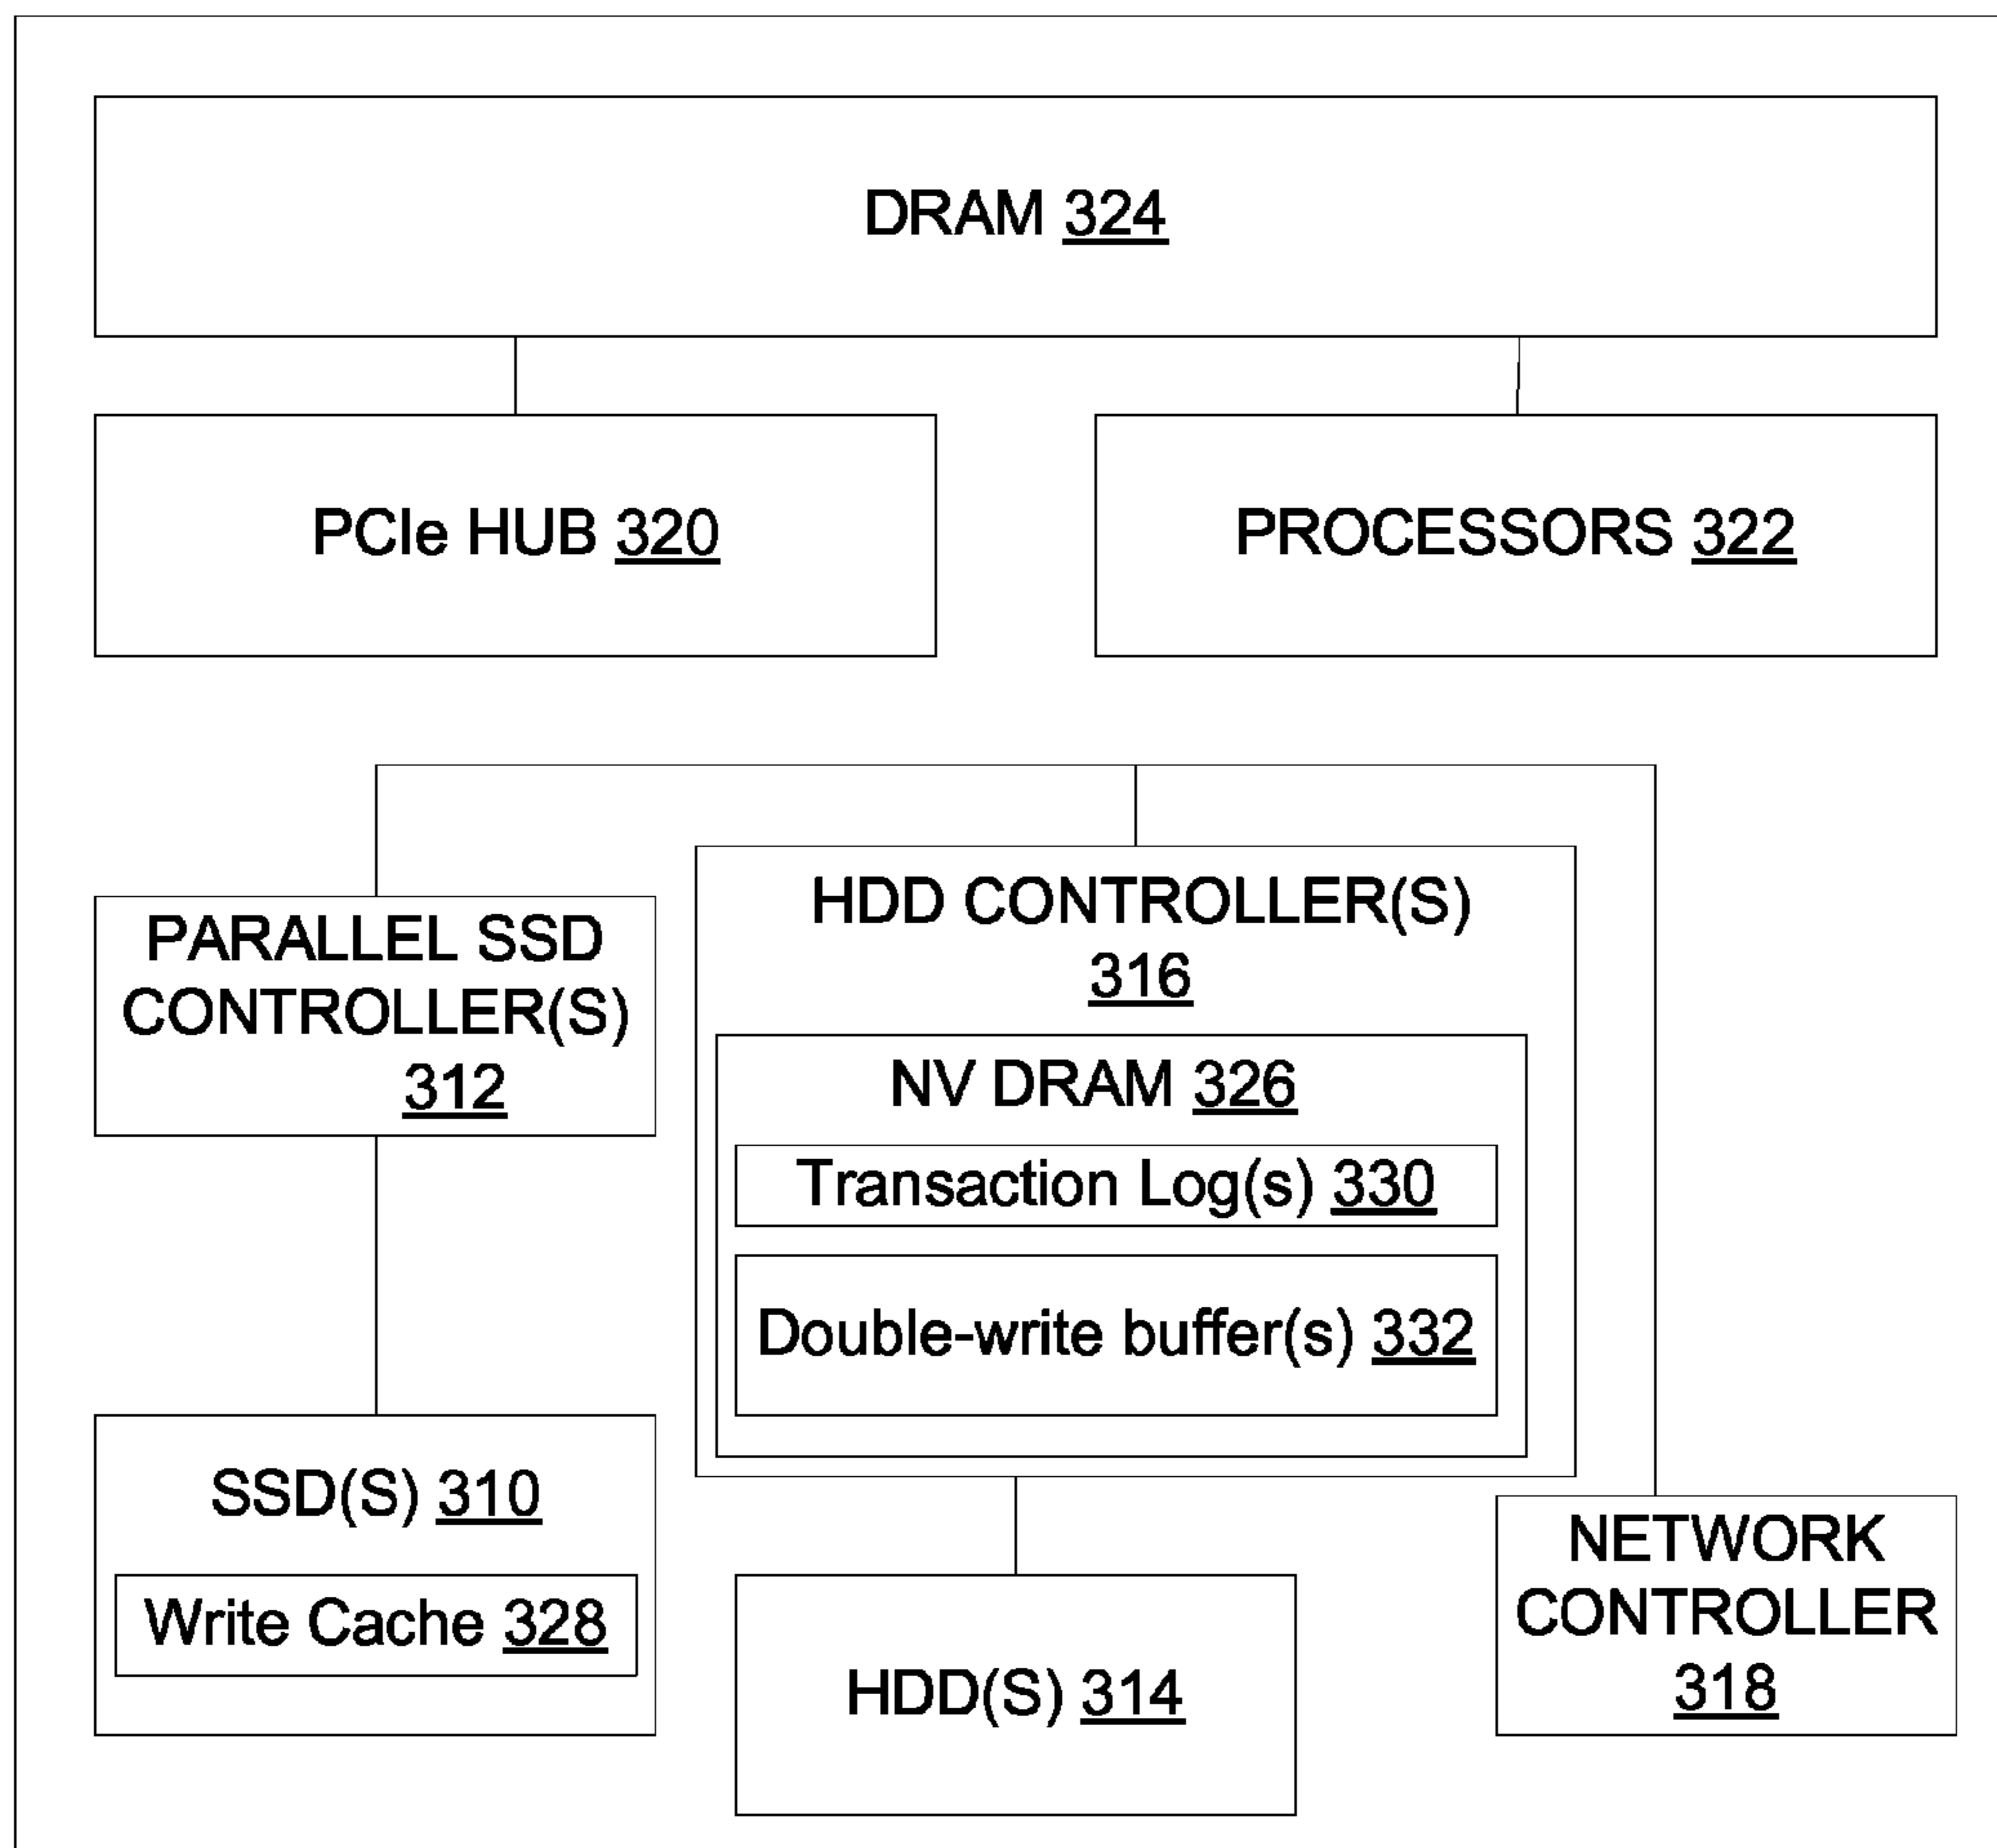 DRAM 324
PCIe HUB 320
PROCESSORS 322
PARALLEL SSD
CONTROLLER(S)
312
HDD CONTROLLER(S)
316
NV DRAM 326
Transaction Log(s) 330
Double-write buffer(s) 332
SSD(S) 310
Write Cache 328
HDD(S) 314
NETWORK
CONTROLLER
318